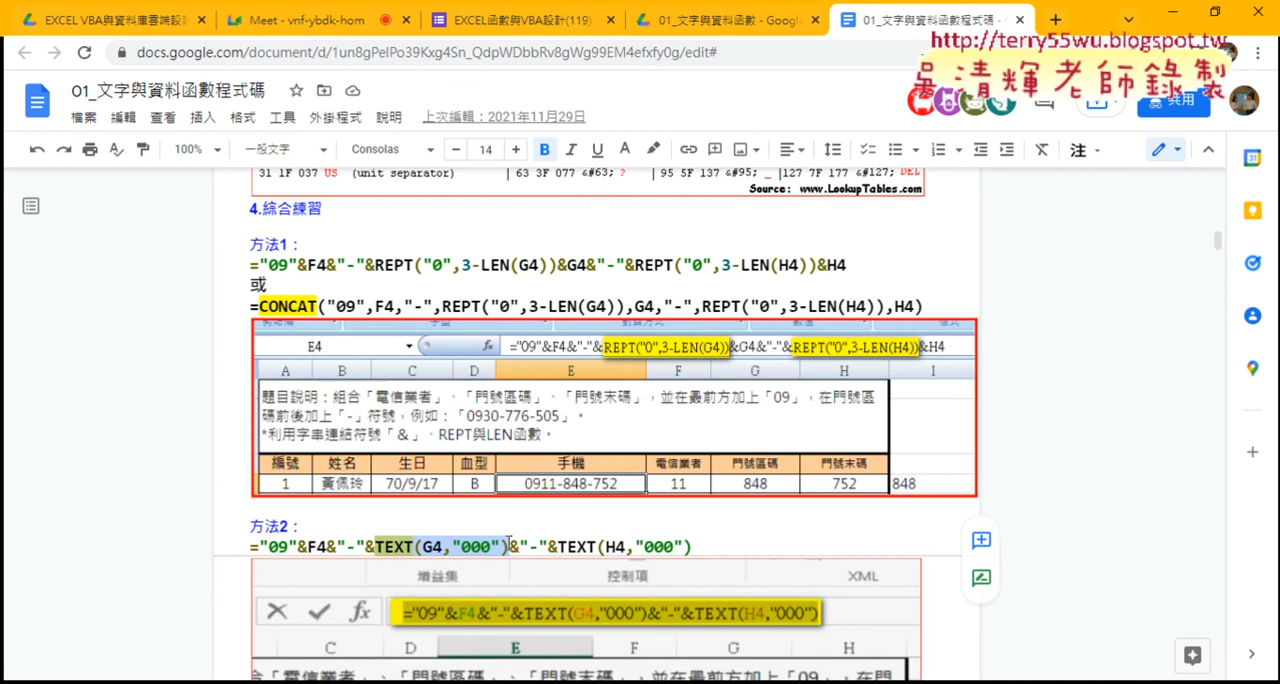 EXCEL VBA與資料庫雲端設 Meet - vnf-ybdk-hom EXCEL函數與VBA設計(119) 01_文字與資料函數 - Google 01_文字與資料函數程式碼 -
docs.google.com/document/d/1un8gPelPo39Kxg4Sn_QdpWDbbRv8gWg99EM4efxfy0g/edit#
http://terry55wu.blogspot.tw
吳清輝老師錄製
01_文字與資料函數程式碼
共用
檔案 編輯 查看 插入 格式 工具 外掛程式 說明 上次編輯：2021年11月29日
100% 一般文字 Consolas 14 B I U A 注
31 1F 037 US (unit separator) | 63 3F 077 &#63; ? | 95 5F 137 &#95; _ |127 7F 177 &#127; DEL
Source: www.LookupTables.com
4.綜合練習
方法1：
="09"&F4&"-"&REPT("0",3-LEN(G4))&G4&"-"&REPT("0",3-LEN(H4))&H4
或
=CONCAT("09",F4,"-",REPT("0",3-LEN(G4)),G4,"-",REPT("0",3-LEN(H4)),H4)
E4 fx ="09"&F4&"-"&REPT("0",3-LEN(G4))&G4&"-"&REPT("0",3-LEN(H4))&H4
A B C D E F G H I
題目說明：組合「電信業者」、「門號區碼」、「門號末碼」，並在最前方加上「09」，在門號區
碼前後加上「-」符號，例如：「0930-776-505」。
*利用字串連結符號「&」、REPT與LEN函數。
編號 姓名 生日 血型 手機 電信業者 門號區碼 門號末碼
1 黃佩玲 70/9/17 B 0911-848-752 11 848 752 848
方法2：
="09"&F4&"-"&TEXT(G4,"000")&"-"&TEXT(H4,"000")
增益集 控制項 XML
fx ="09"&F4&"-"&TEXT(G4,"000")&"-"&TEXT(H4,"000")
C D E F G H
合「電信業者」、「門號區碼」、「門號末碼」，並在最前方加上「09」，在門